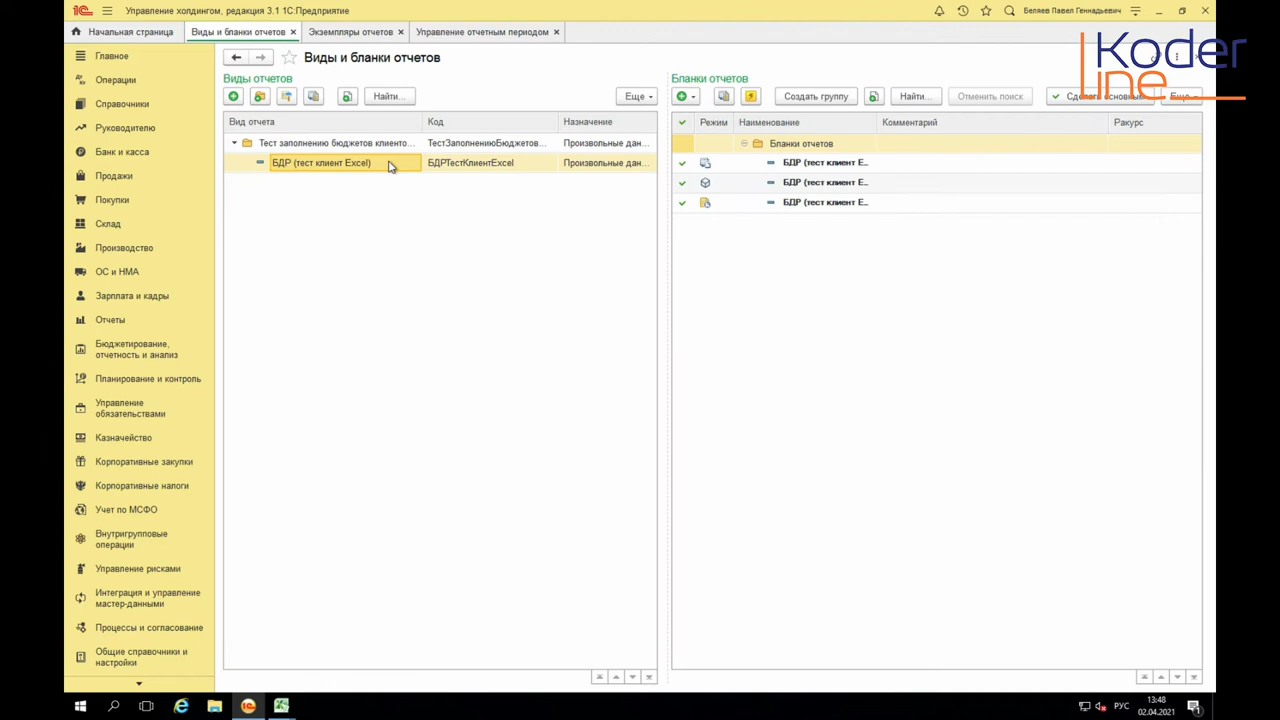 Управление холдингом, редакция 3.1 1С:Предприятие
Беляев Павел Геннадьевич
Начальная страница
Виды и бланки отчетов
Экземпляры отчетов
Управление отчетным периодом
Koder
line
Виды и бланки отчетов
Виды отчетов
Бланки отчетов
Найти...
Еще
Создать группу
Найти...
Отменить поиск
Сделать основным
Еще
Вид отчета
Код
Назначение
Режим
Наименование
Комментарий
Ракурс
Тест заполнению бюджетов клиенто...
ТестЗаполнениюБюджетов...
Произвольные дан...
БДР (тест клиент Excel)
БДРТестКлиентExcel
Произвольные дан...
Бланки отчетов
БДР (тест клиент E...
БДР (тест клиент E...
БДР (тест клиент E...
Главное
Операции
Справочники
Руководителю
Банк и касса
Продажи
Покупки
Склад
Производство
ОС и НМА
Зарплата и кадры
Отчеты
Бюджетирование,
отчетность и анализ
Планирование и контроль
Управление
обязательствами
Казначейство
Корпоративные закупки
Корпоративные налоги
Учет по МСФО
Внутригрупповые
операции
Управление рисками
Интеграция и управление
мастер-данными
Процессы и согласование
Общие справочники и
настройки
РУС
13:48
02.04.2021